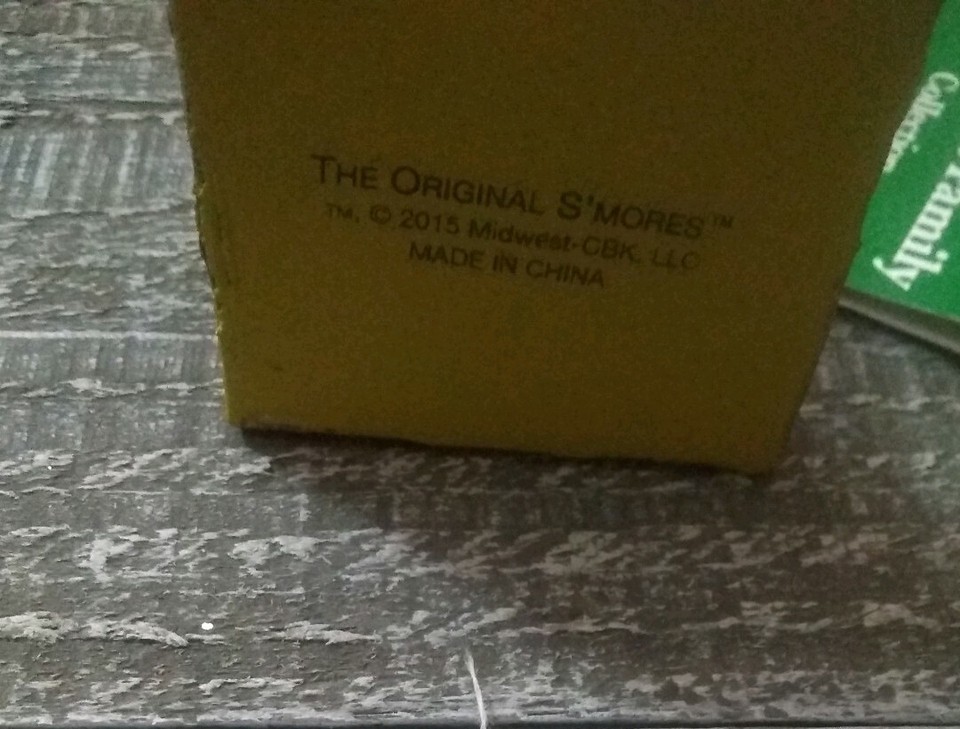 THE ORIGINAL S'MORES™
™, © 2015 Midwest-CBK, LLC
MADE IN CHINA
Family